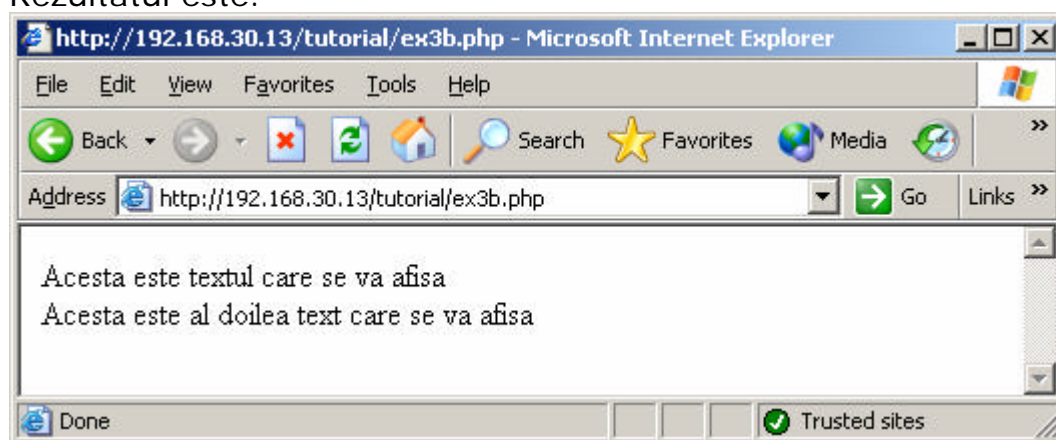 Rezultatul este:
http://192.168.30.13/tutorial/ex3b.php - Microsoft Internet Explorer
File Edit View Favorites Tools Help
Back Search Favorites Media »
Address http://192.168.30.13/tutorial/ex3b.php Go Links »
Acesta este textul care se va afisa
Acesta este al doilea text care se va afisa
Done Trusted sites